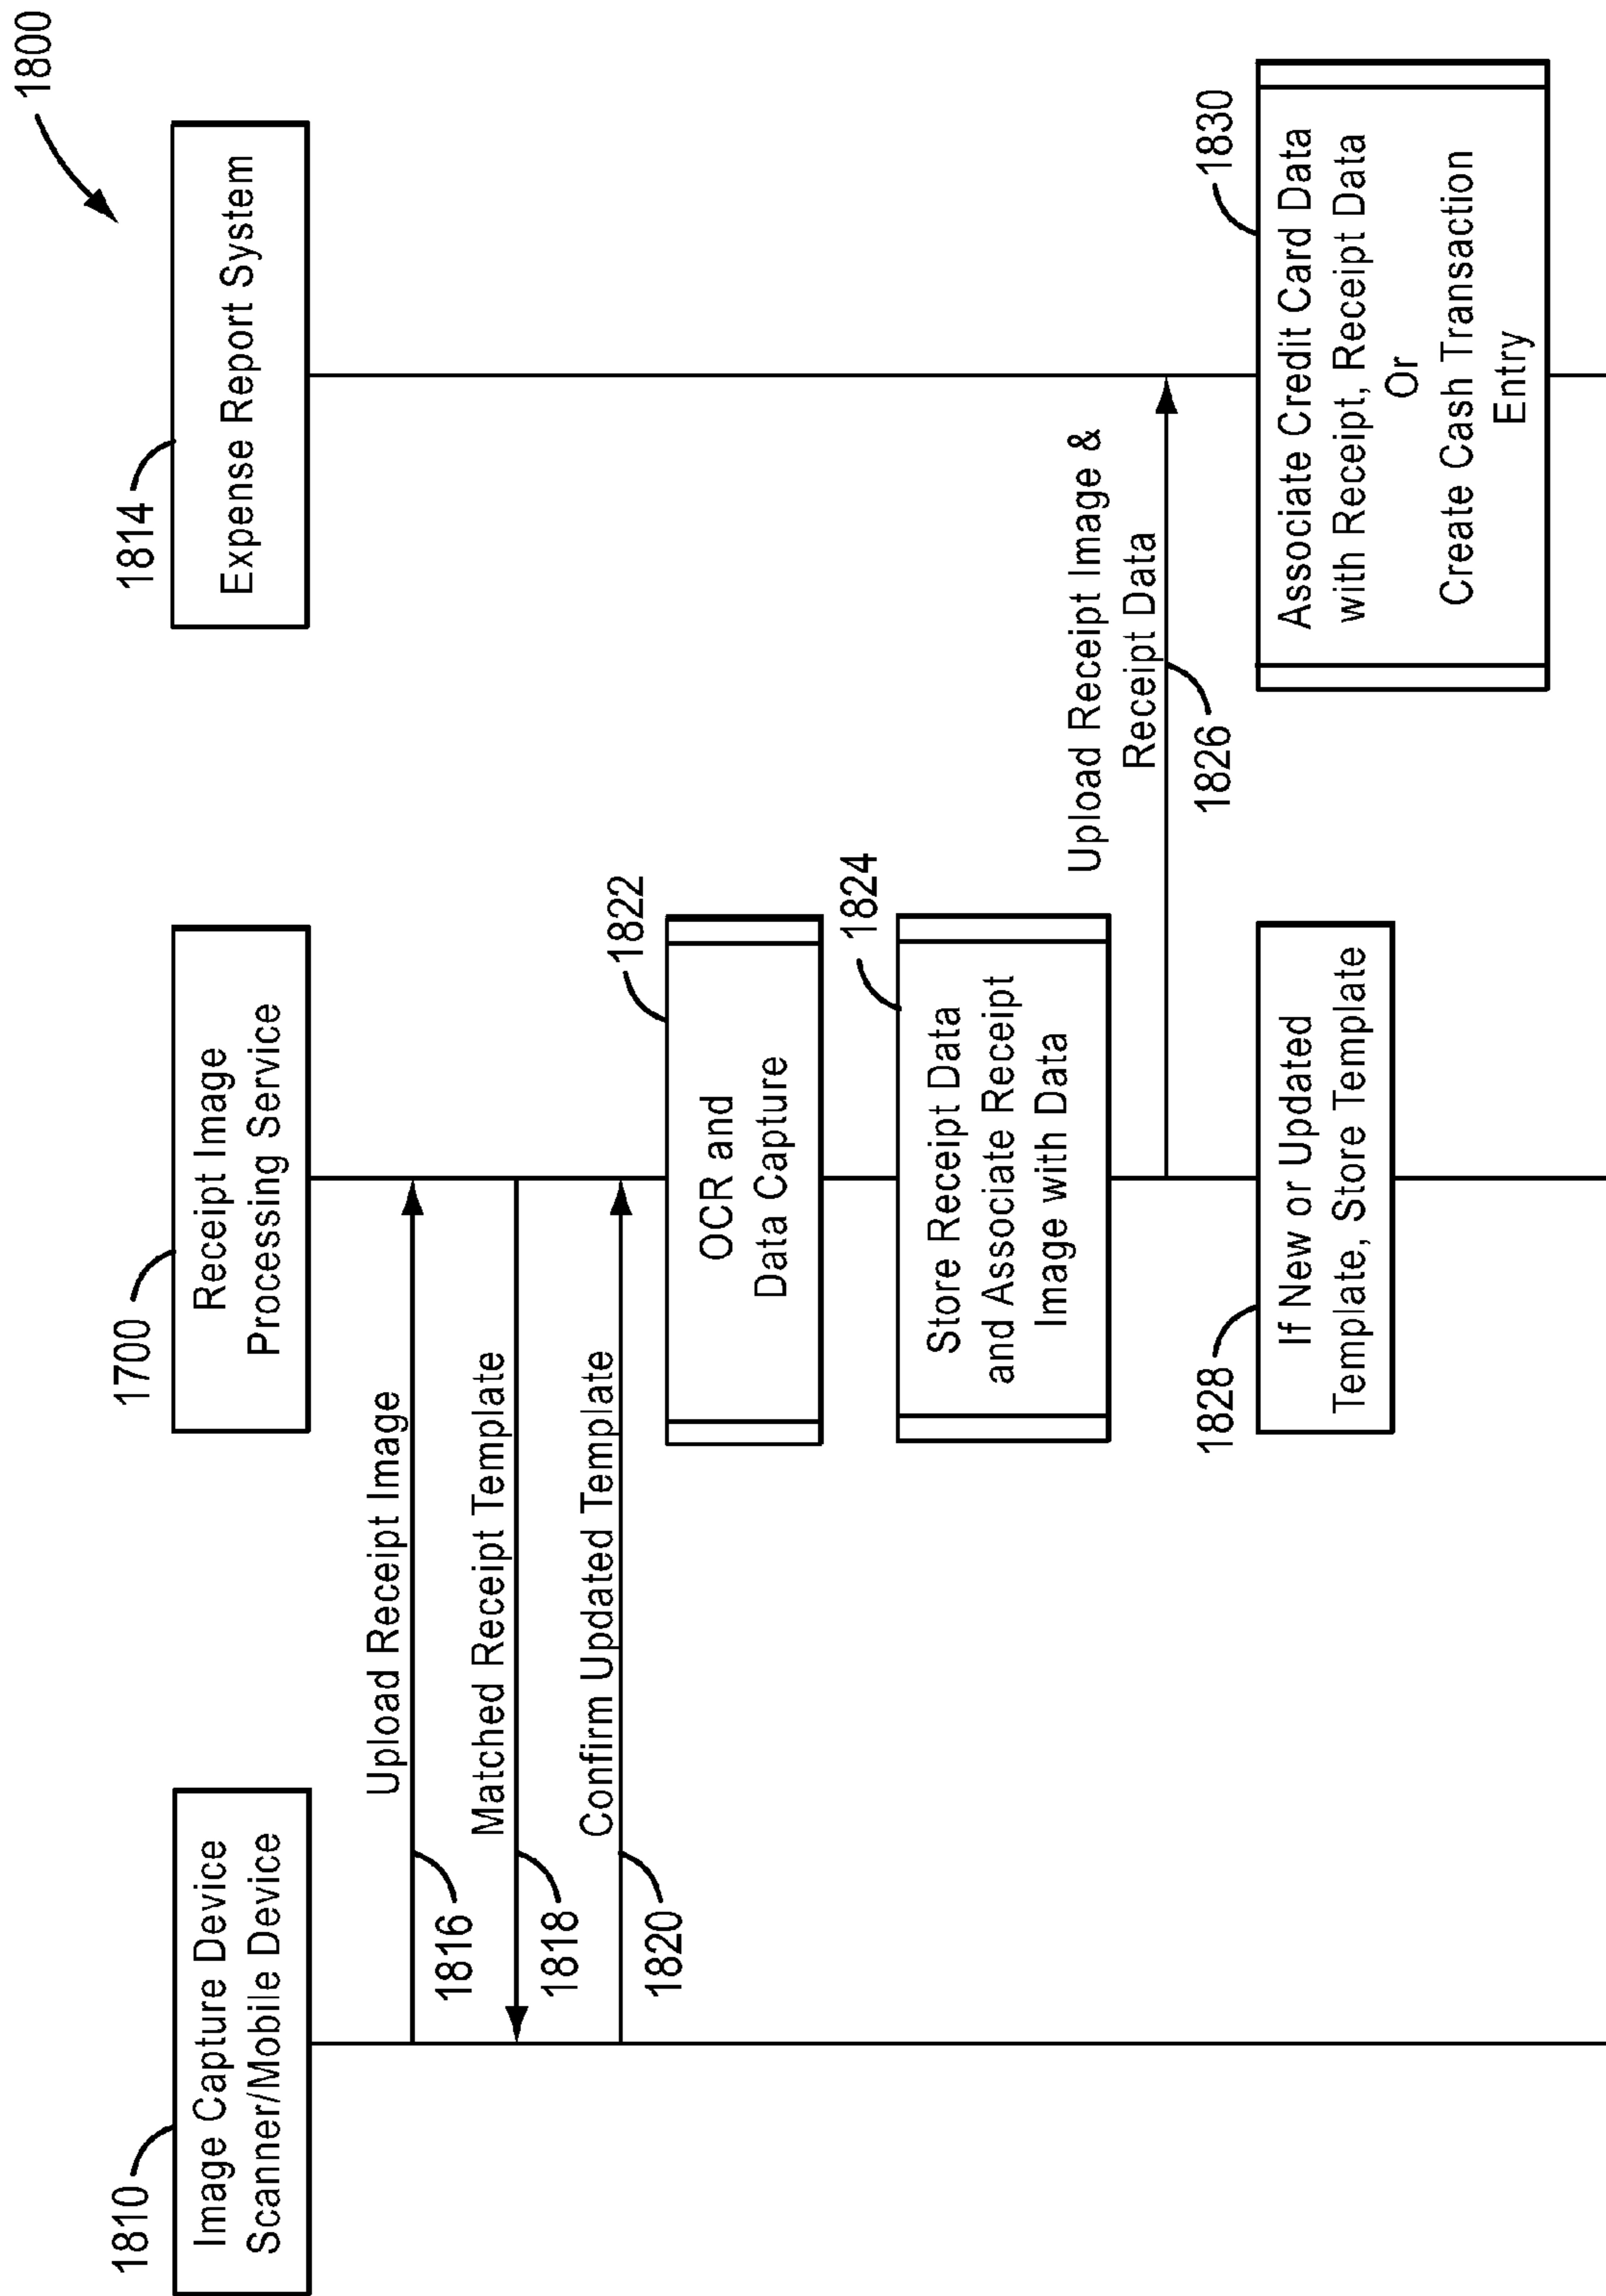 1800
1810
Image Capture Device
Scanner/Mobile Device
1700
Receipt Image
Processing Service
1814
Expense Report System
Upload Receipt Image
1816
Matched Receipt Template
1818
Confirm Updated Template
1820
1822
OCR and
Data Capture
1824
Store Receipt Data
and Associate Receipt
Image with Data
Upload Receipt Image &
Receipt Data
1826
1828
If New or Updated
Template, Store Template
1830
Associate Credit Card Data
with Receipt, Receipt Data
Or
Create Cash Transaction
Entry